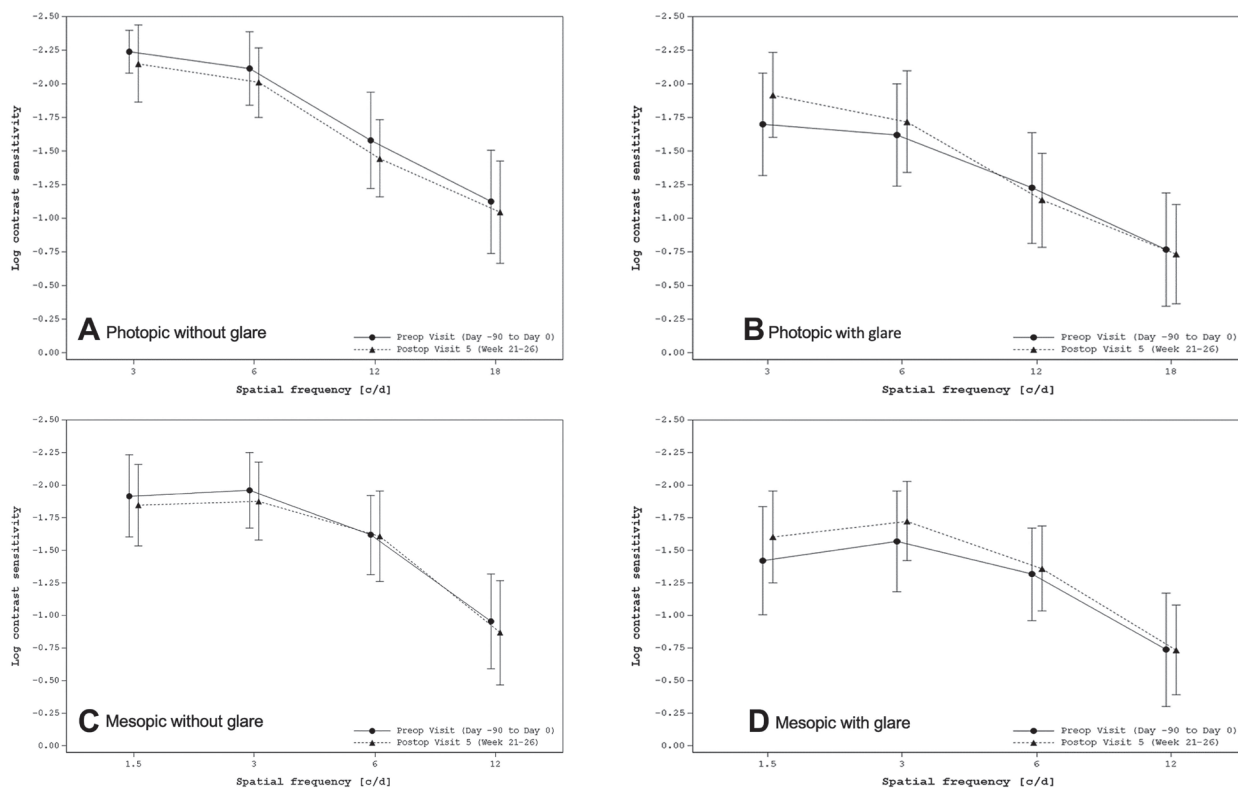 -2.50
-2.25
-2.00
-1.75
-1.50
-1.25
-1.00
-0.75
-0.50
-0.25
0.00
Log contrast sensitivity
A Photopic without glare
Preop Visit (Day -90 to Day 0)
Postop Visit 5 (Week 21-26)
3 6 12 18
Spatial frequency [c/d]
-2.50
-2.25
-2.00
-1.75
-1.50
-1.25
-1.00
-0.75
-0.50
-0.25
0.00
Log contrast sensitivity
B Photopic with glare
Preop Visit (Day -90 to Day 0)
Postop Visit 5 (Week 21-26)
3 6 12 18
Spatial frequency [c/d]
-2.50
-2.25
-2.00
-1.75
-1.50
-1.25
-1.00
-0.75
-0.50
-0.25
0.00
Log contrast sensitivity
C Mesopic without glare
Preop Visit (Day -90 to Day 0)
Postop Visit 5 (Week 21-26)
1.5 3 6 12
Spatial frequency [c/d]
-2.50
-2.25
-2.00
-1.75
-1.50
-1.25
-1.00
-0.75
-0.50
-0.25
0.00
Log contrast sensitivity
D Mesopic with glare
Preop Visit (Day -90 to Day 0)
Postop Visit 5 (Week 21-26)
1.5 3 6 12
Spatial frequency [c/d]